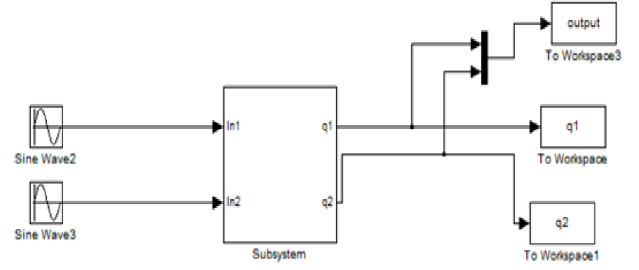 output
To Workspace3
In1
q1
q1
Sine Wave2
To Workspace
In2
q2
q2
Sine Wave3
Subsystem
To Workspace1